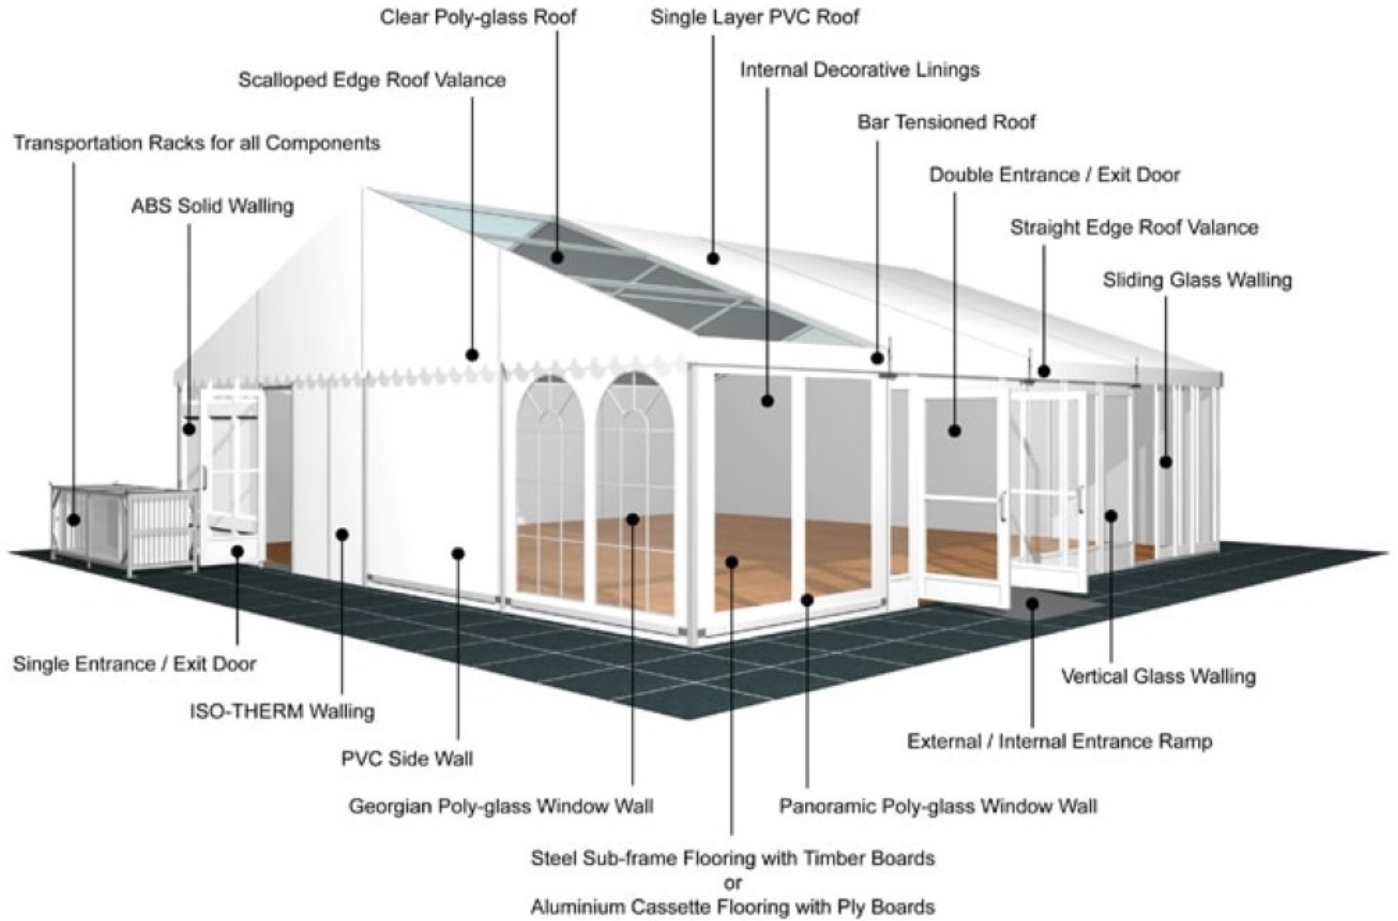 Clear Poly-glass Roof
Single Layer PVC Roof
Internal Decorative Linings
Scalloped Edge Roof Valance
Bar Tensioned Roof
Transportation Racks for all Components
Double Entrance / Exit Door
ABS Solid Walling
Straight Edge Roof Valance
Sliding Glass Walling
Single Entrance / Exit Door
Vertical Glass Walling
ISO-THERM Walling
External / Internal Entrance Ramp
PVC Side Wall
Georgian Poly-glass Window Wall
Panoramic Poly-glass Window Wall
Steel Sub-frame Flooring with Timber Boards
or
Aluminium Cassette Flooring with Ply Boards